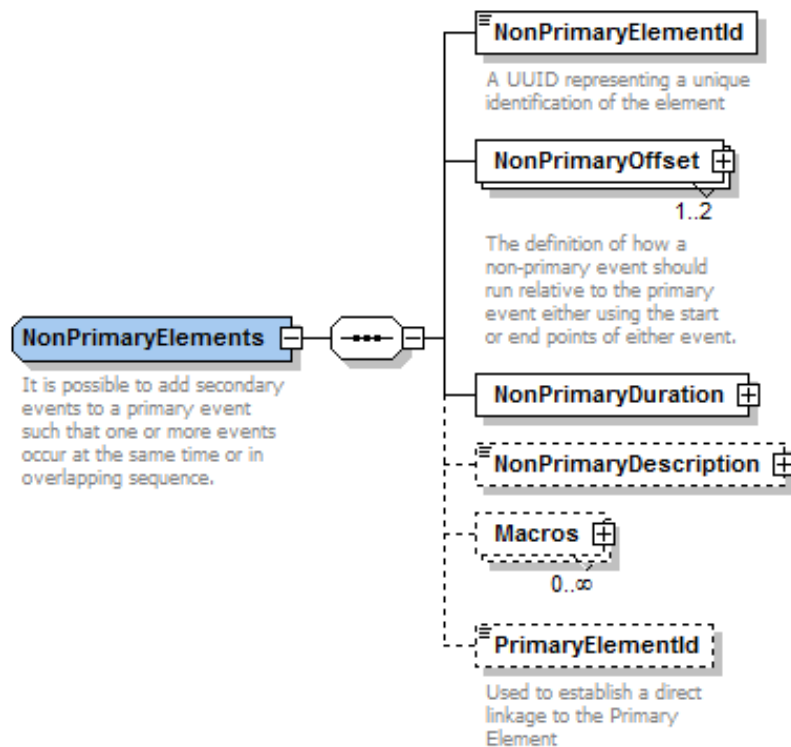 NonPrimaryElementId
A UUID representing a unique
identification of the element
NonPrimaryOffset
1..2
The definition of how a
non-primary event should
run relative to the primary
event either using the start
or end points of either event.
NonPrimaryElements
It is possible to add secondary
events to a primary event
such that one or more events
occur at the same time or in
overlapping sequence.
NonPrimaryDuration
NonPrimaryDescription
Macros
0..∞
PrimaryElementId
Used to establish a direct
linkage to the Primary
Element